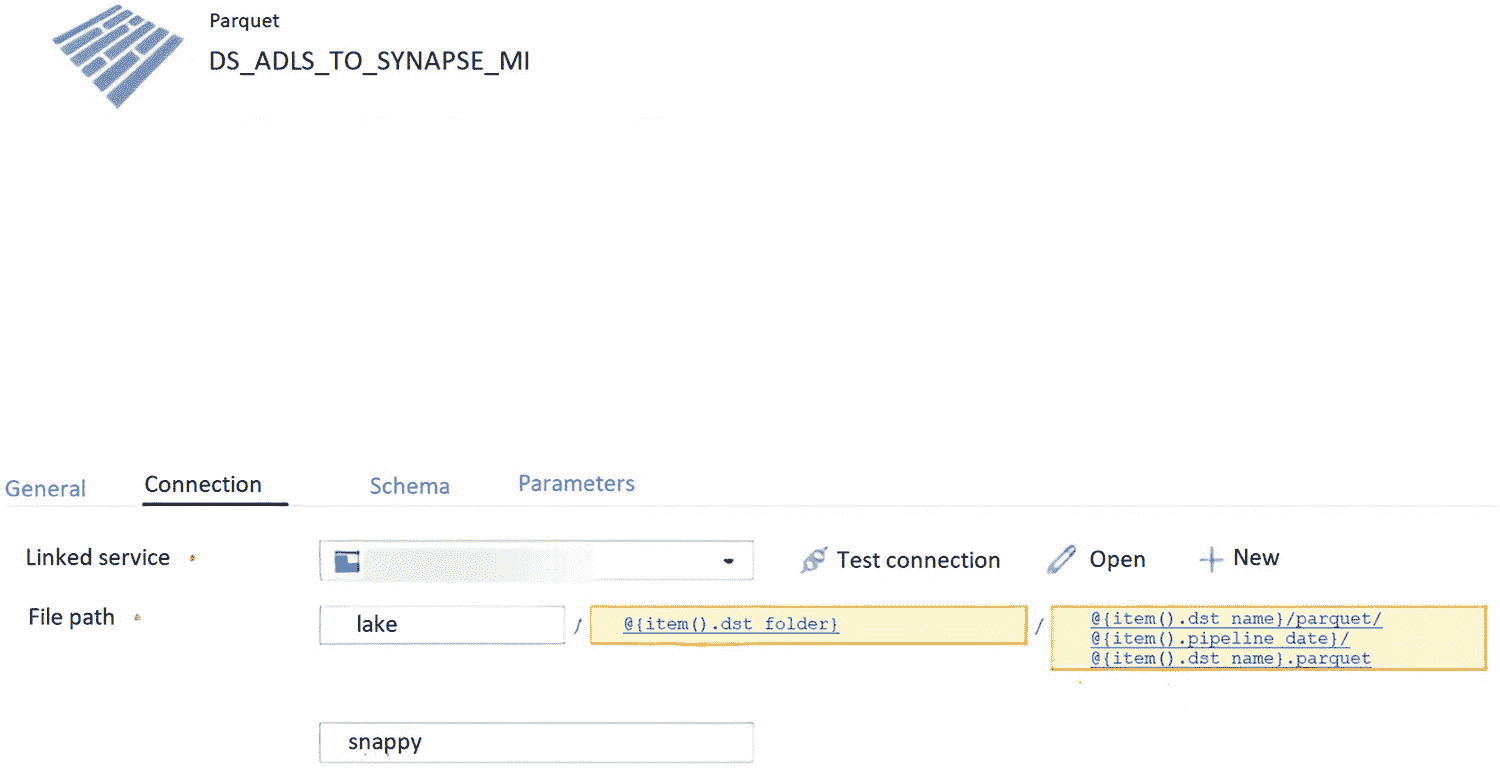 Parquet
DS_ADLS_TO_SYNAPSE_MI
General Connection Schema Parameters
Linked service Test connection Open New
File path lake / @{item().dst_folder} / @{item().dst_name}/parquet/
@{item().pipeline_date}/
@{item().dst_name}.parquet
snappy